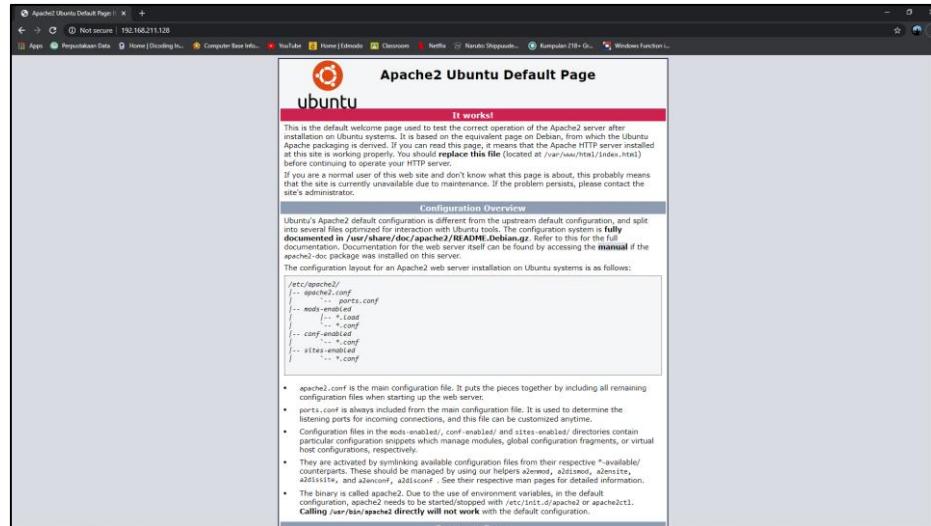 Apache2 Ubuntu Default Page: It
Not secure | 192.168.211.128
Apps Perpustakaan Data Home | Dicoding In... Computer Base Info... YouTube Home | Edmodo Classroom Netflix Naruto Shippuude... Kumpulan 218+ Gr... Windows Function i...
ubuntu
Apache2 Ubuntu Default Page
It works!
This is the default welcome page used to test the correct operation of the Apache2 server after
installation on Ubuntu systems. It is based on the equivalent page on Debian, from which the Ubuntu
Apache packaging is derived. If you can read this page, it means that the Apache HTTP server installed
at this site is working properly. You should replace this file (located at /var/www/html/index.html)
before continuing to operate your HTTP server.
If you are a normal user of this web site and don't know what this page is about, this probably means
that the site is currently unavailable due to maintenance. If the problem persists, please contact the
site's administrator.
Configuration Overview
Ubuntu's Apache2 default configuration is different from the upstream default configuration, and split
into several files optimized for interaction with Ubuntu tools. The configuration system is fully
documented in /usr/share/doc/apache2/README.Debian.gz. Refer to this for the full
documentation. Documentation for the web server itself can be found by accessing the manual if the
apache2-doc package was installed on this server.
The configuration layout for an Apache2 web server installation on Ubuntu systems is as follows:
/etc/apache2/
|-- apache2.conf
|       `--  ports.conf
|-- mods-enabled
|       |-- *.load
|       `-- *.conf
|-- conf-enabled
|       `-- *.conf
|-- sites-enabled
|       `-- *.conf
• apache2.conf is the main configuration file. It puts the pieces together by including all remaining
configuration files when starting up the web server.
• ports.conf is always included from the main configuration file. It is used to determine the
listening ports for incoming connections, and this file can be customized anytime.
• Configuration files in the mods-enabled/, conf-enabled/ and sites-enabled/ directories contain
particular configuration snippets which manage modules, global configuration fragments, or virtual
host configurations, respectively.
• They are activated by symlinking available configuration files from their respective *-available/
counterparts. These should be managed by using our helpers a2enmod, a2dismod, a2ensite,
a2dissite, and a2enconf, a2disconf . See their respective man pages for detailed information.
• The binary is called apache2. Due to the use of environment variables, in the default
configuration, apache2 needs to be started/stopped with /etc/init.d/apache2 or apache2ctl.
Calling /usr/bin/apache2 directly will not work with the default configuration.